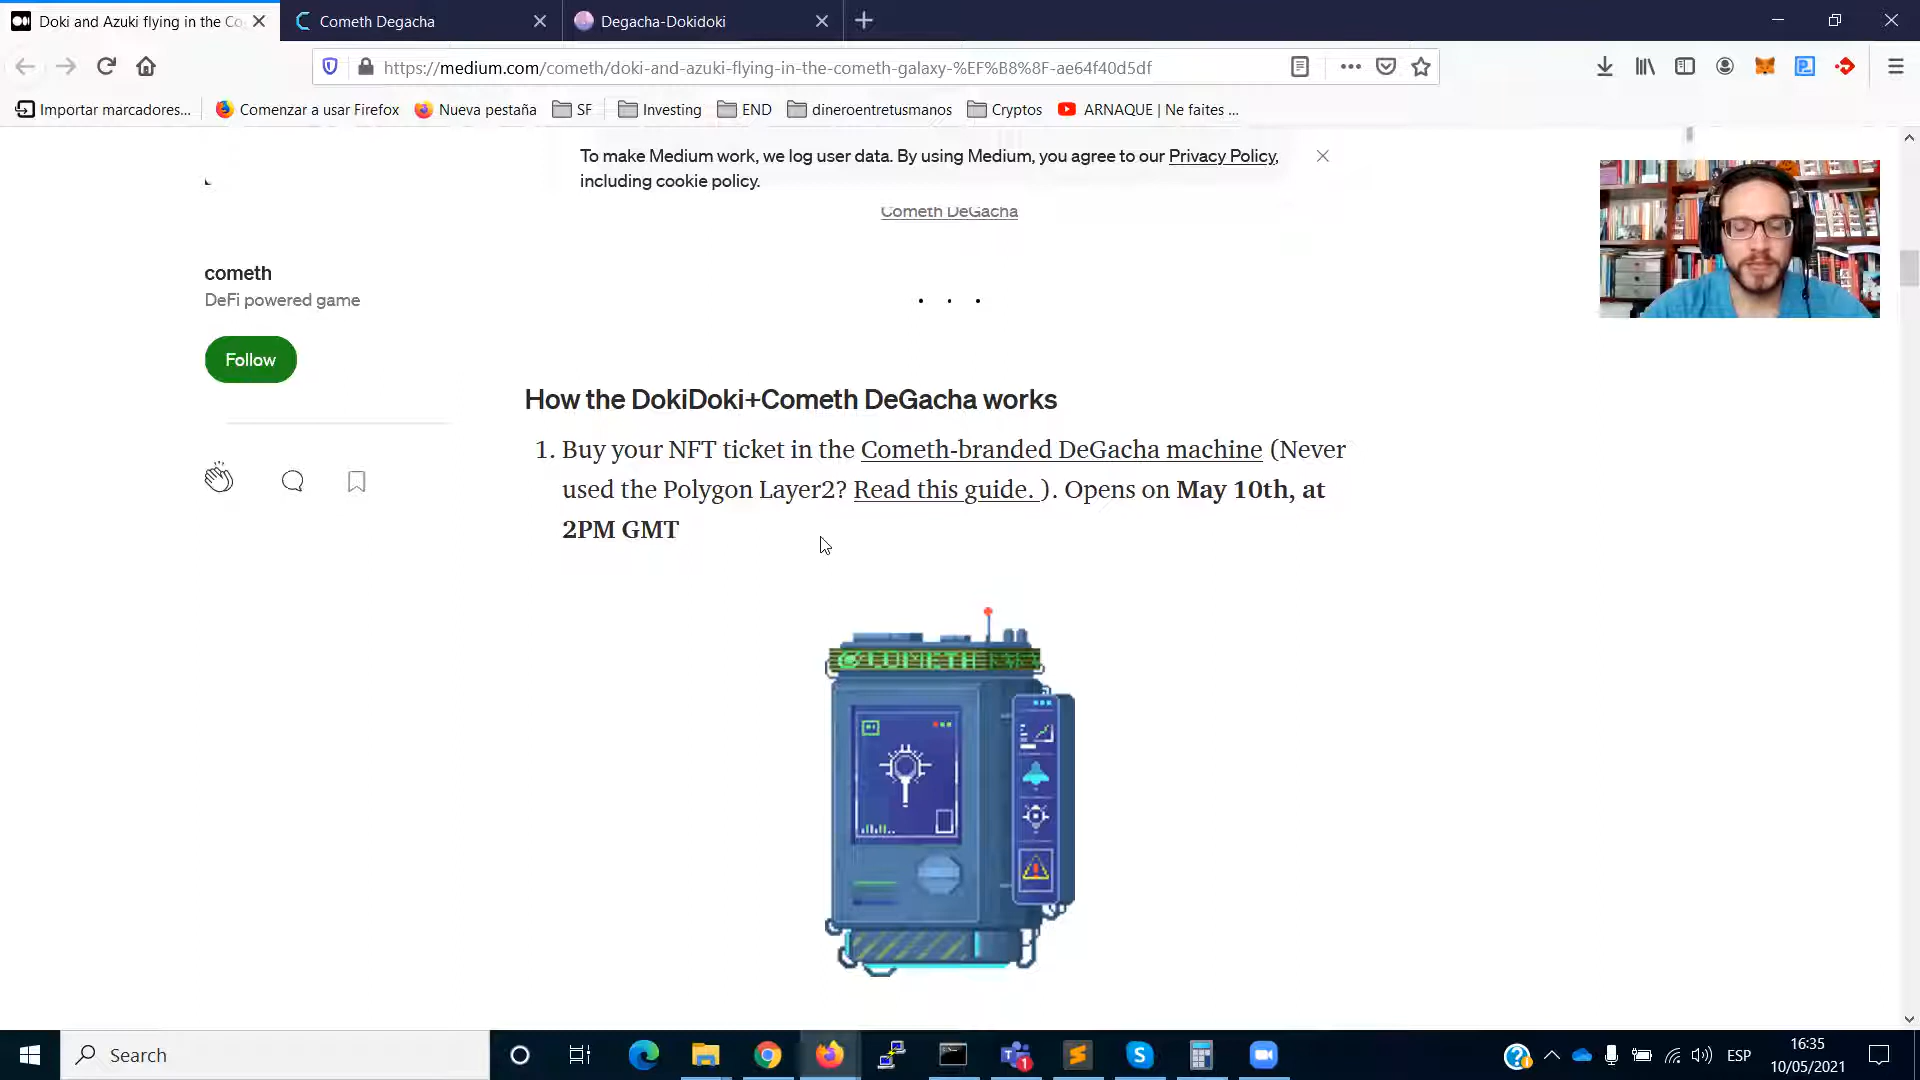 Doki and Azuki flying in the Co
Cometh Degacha
Degacha-Dokidoki
https://medium.com/cometh/doki-and-azuki-flying-in-the-cometh-galaxy-%EF%B8%8F-ae64f40d5df
Importar marcadores...
Comenzar a usar Firefox
Nueva pestaña
SF
Investing
END
dineroentretusmanos
Cryptos
ARNAQUE | Ne faites ...
To make Medium work, we log user data. By using Medium, you agree to our Privacy Policy,
including cookie policy.
Cometh DeGacha
cometh
DeFi powered game
Follow
. . .
How the DokiDoki+Cometh DeGacha works
1. Buy your NFT ticket in the Cometh-branded DeGacha machine (Never
used the Polygon Layer2? Read this guide. ). Opens on May 10th, at
2PM GMT
COMETH
Search
1
ESP
16:35
10/05/2021